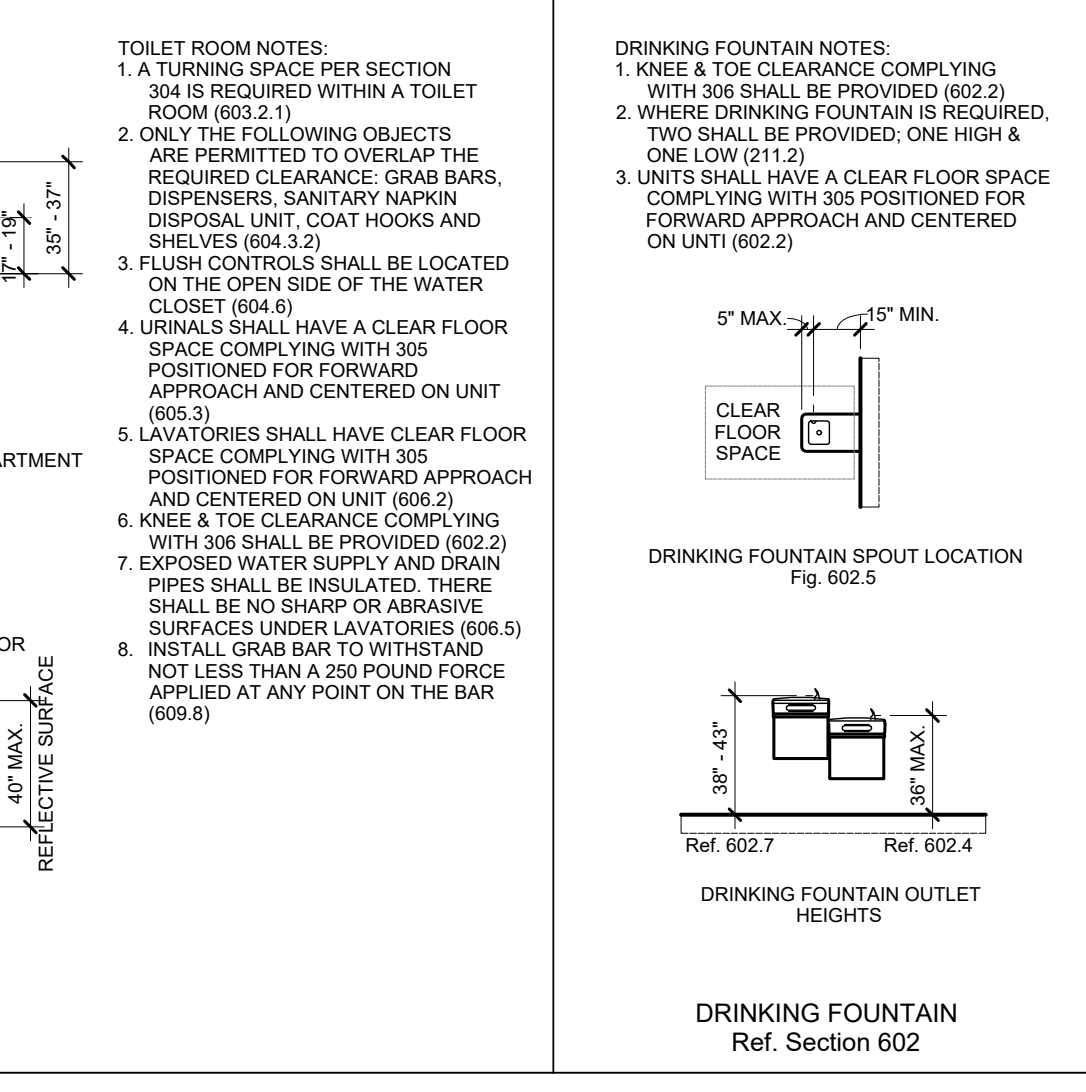 17" - 19"
35" - 37"
ARTMENT
OR
40" MAX.
REFLECTIVE SURFACE
TOILET ROOM NOTES:
1. A TURNING SPACE PER SECTION
304 IS REQUIRED WITHIN A TOILET
ROOM (603.2.1)
2. ONLY THE FOLLOWING OBJECTS
ARE PERMITTED TO OVERLAP THE
REQUIRED CLEARANCE: GRAB BARS,
DISPENSERS, SANITARY NAPKIN
DISPOSAL UNIT, COAT HOOKS AND
SHELVES (604.3.2)
3. FLUSH CONTROLS SHALL BE LOCATED
ON THE OPEN SIDE OF THE WATER
CLOSET (604.6)
4. URINALS SHALL HAVE A CLEAR FLOOR
SPACE COMPLYING WITH 305
POSITIONED FOR FORWARD
APPROACH AND CENTERED ON UNIT
(605.3)
5. LAVATORIES SHALL HAVE CLEAR FLOOR
SPACE COMPLYING WITH 305
POSITIONED FOR FORWARD APPROACH
AND CENTERED ON UNIT (606.2)
6. KNEE & TOE CLEARANCE COMPLYING
WITH 306 SHALL BE PROVIDED (602.2)
7. EXPOSED WATER SUPPLY AND DRAIN
PIPES SHALL BE INSULATED. THERE
SHALL BE NO SHARP OR ABRASIVE
SURFACES UNDER LAVATORIES (606.5)
8. INSTALL GRAB BAR TO WITHSTAND
NOT LESS THAN A 250 POUND FORCE
APPLIED AT ANY POINT ON THE BAR
(609.8)
DRINKING FOUNTAIN NOTES:
1. KNEE & TOE CLEARANCE COMPLYING
WITH 306 SHALL BE PROVIDED (602.2)
2. WHERE DRINKING FOUNTAIN IS REQUIRED,
TWO SHALL BE PROVIDED; ONE HIGH &
ONE LOW (211.2)
3. UNITS SHALL HAVE A CLEAR FLOOR SPACE
COMPLYING WITH 305 POSITIONED FOR
FORWARD APPROACH AND CENTERED
ON UNTI (602.2)
5" MAX.
15" MIN.
CLEAR
FLOOR
SPACE
DRINKING FOUNTAIN SPOUT LOCATION
Fig. 602.5
38" - 43"
36" MAX.
Ref. 602.7
Ref. 602.4
DRINKING FOUNTAIN OUTLET
HEIGHTS
DRINKING FOUNTAIN
Ref. Section 602